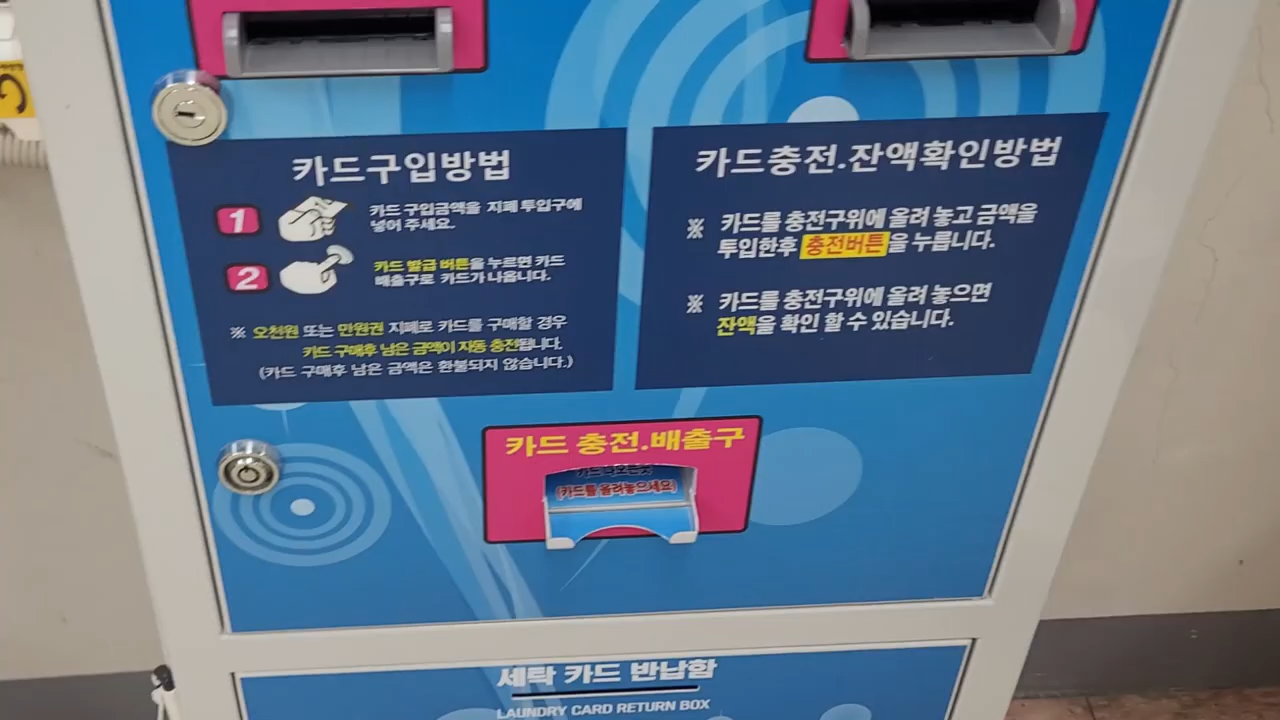 카드구입방법
1 카드 구입금액을 지폐 투입구에
넣어 주세요.
2 카드 발급 버튼을 누르면 카드
배출구로 카드가 나옵니다.
※ 오천원 또는 만원권 지폐로 카드를 구매할 경우
카드 구매후 남은 금액이 자동 충전됩니다.
(카드 구매후 남은 금액은 환불되지 않습니다.)
카드충전.잔액확인방법
※ 카드를 충전구위에 올려 놓고 금액을
투입한후 충전버튼을 누릅니다.
※ 카드를 충전구위에 올려 놓으면
잔액을 확인 할 수 있습니다.
카드 충전.배출구
카드 나오는곳
(카드를 올려놓으세요)
세탁 카드 반납함
LAUNDRY CARD RETURN BOX